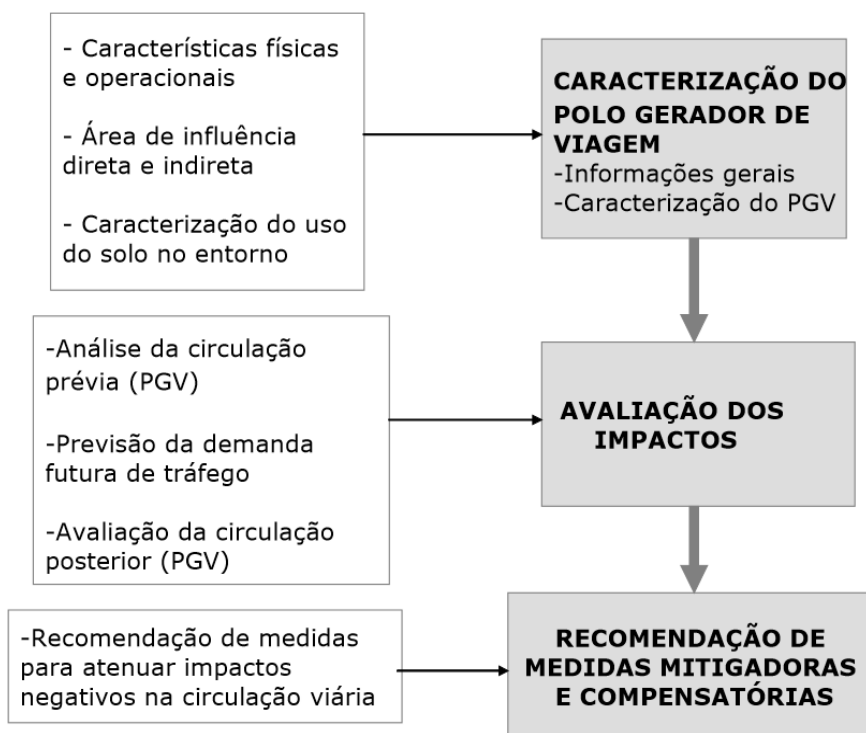 - Características físicas
e operacionais
- Área de influência
direta e indireta
- Caracterização do uso
do solo no entorno
CARACTERIZAÇÃO DO
POLO GERADOR DE
VIAGEM
-Informações gerais
-Caracterização do PGV
-Análise da circulação
prévia (PGV)
-Previsão da demanda
futura de tráfego
-Avaliação da circulação
posterior (PGV)
AVALIAÇÃO DOS
IMPACTOS
-Recomendação de medidas
para atenuar impactos
negativos na circulação viária
RECOMENDAÇÃO DE
MEDIDAS MITIGADORAS
E COMPENSATÓRIAS